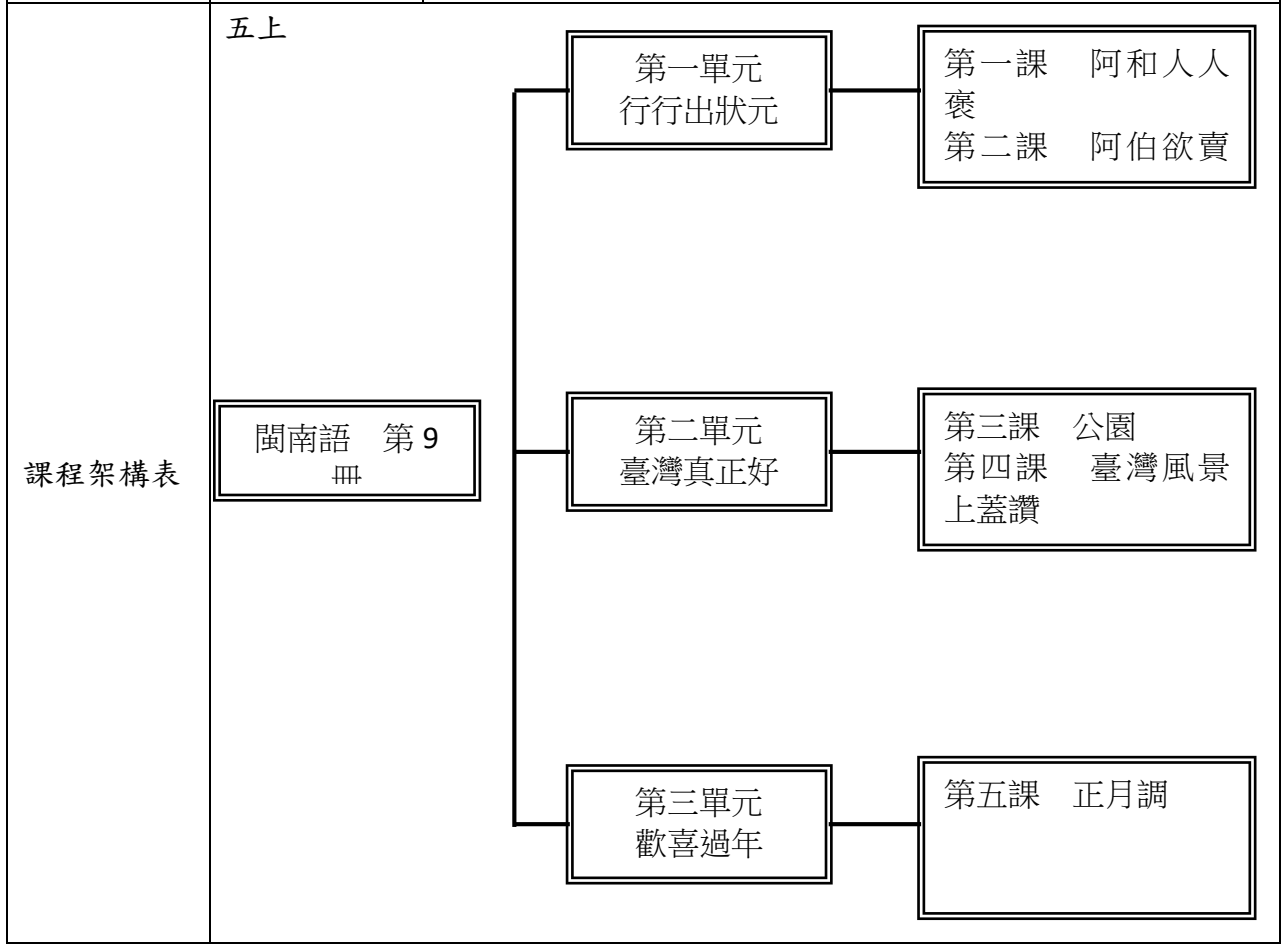 課程架構表
五上
閩南語 第9
冊
第一單元
行行出狀元
第一課 阿和人人
褒
第二課 阿伯欲賣
第二單元
臺灣真正好
第三課 公園
第四課 臺灣風景
上蓋讚
第三單元
歡喜過年
第五課 正月調